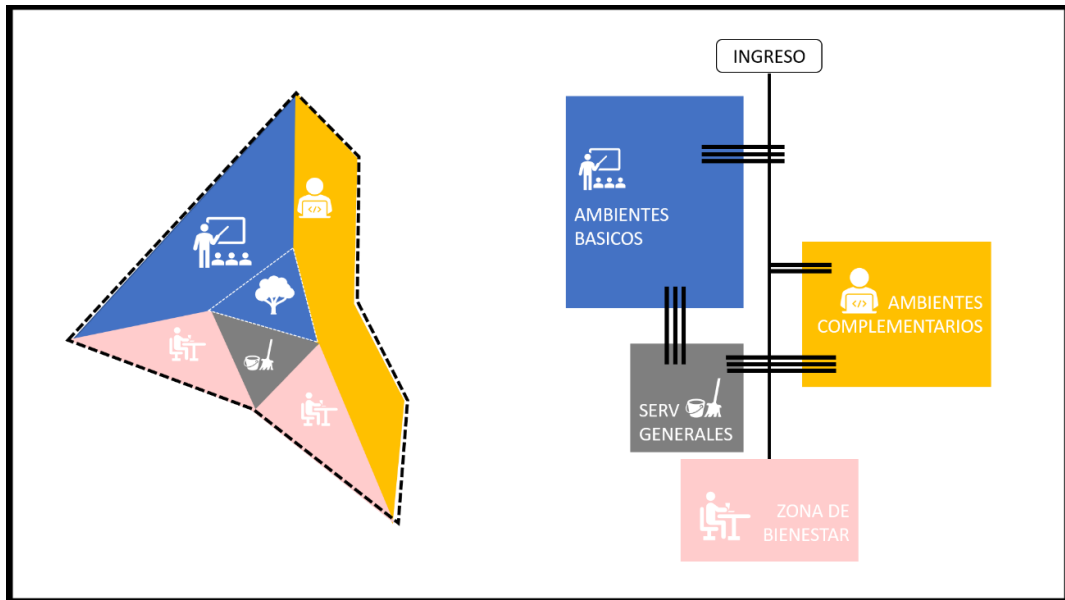 INGRESO
AMBIENTES
BASICOS
AMBIENTES
COMPLEMENTARIOS
SERV
GENERALES
ZONA DE
BIENESTAR